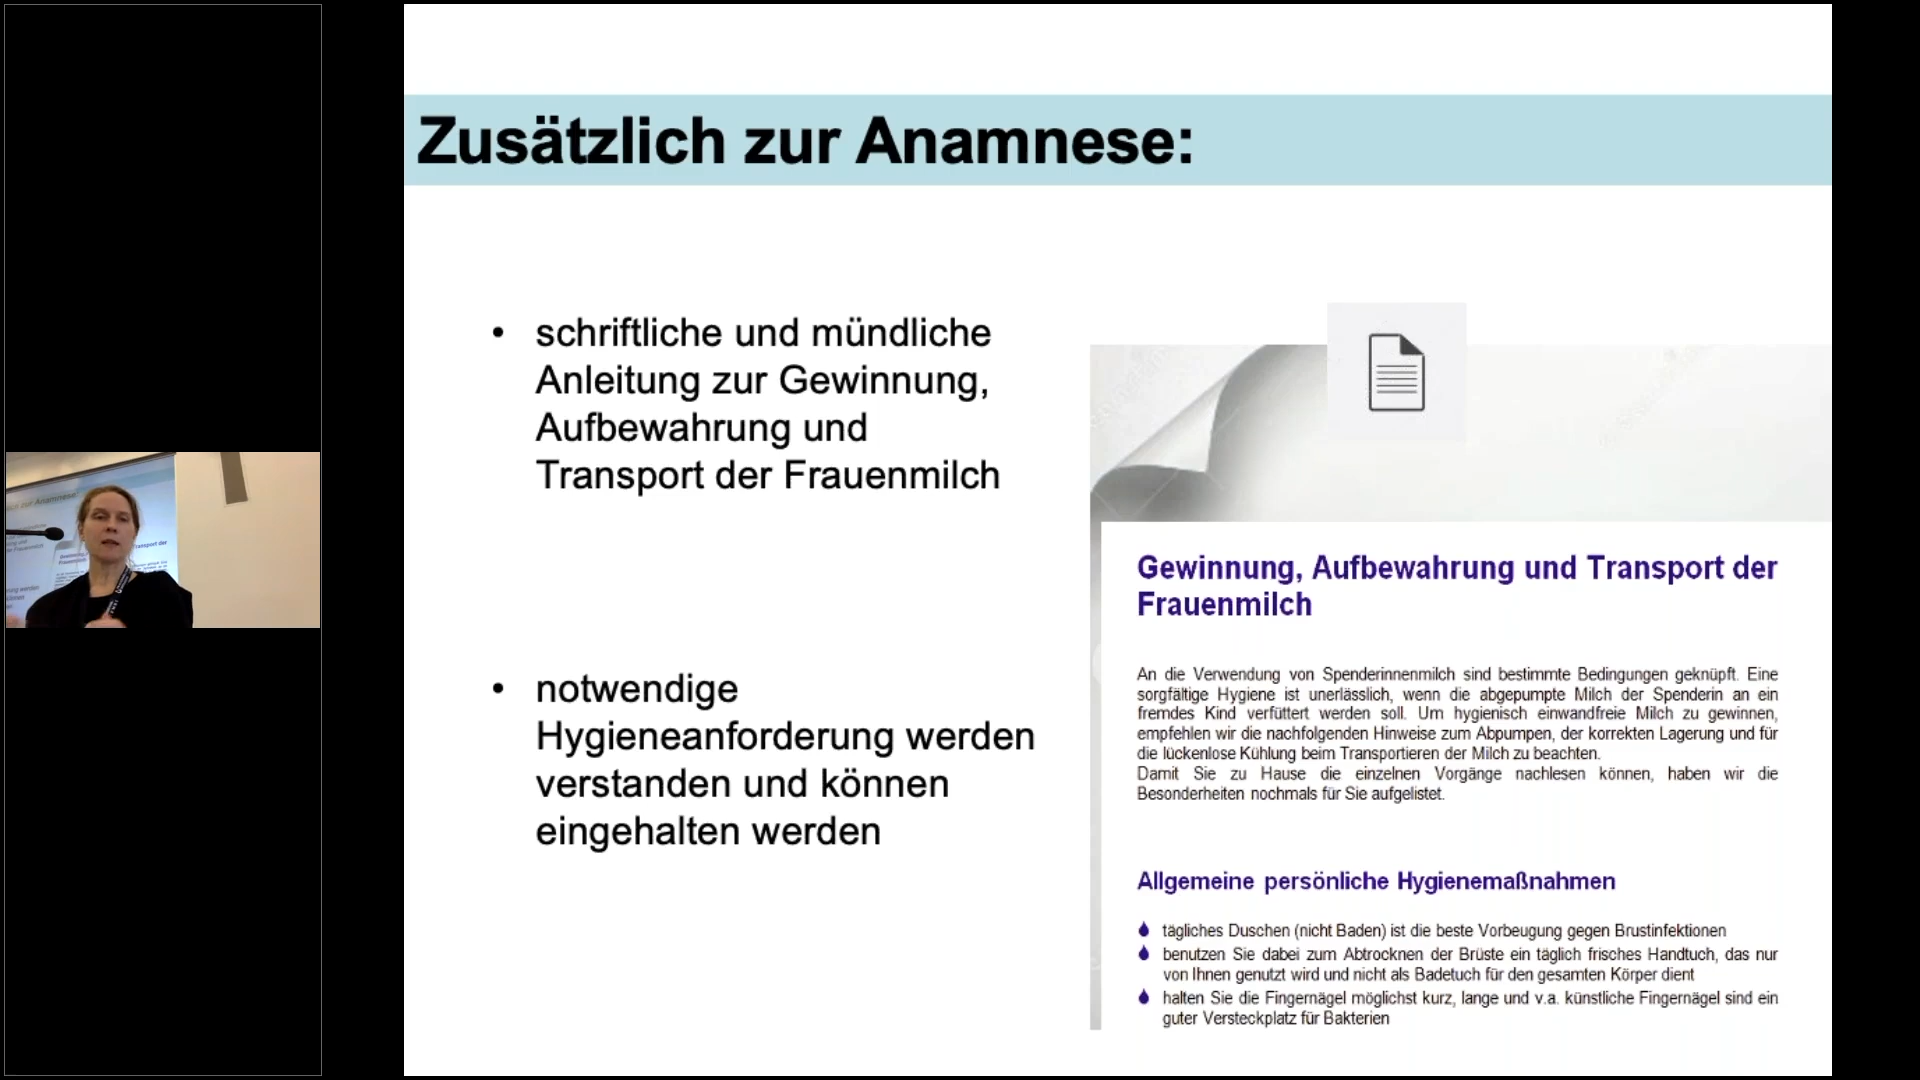 Zusätzlich zur Anamnese:
• schriftliche und mündliche
Anleitung zur Gewinnung,
Aufbewahrung und
Transport der Frauenmilch
• notwendige
Hygieneanforderung werden
verstanden und können
eingehalten werden
Gewinnung, Aufbewahrung und Transport der
Frauenmilch
An die Verwendung von Spenderinnenmilch sind bestimmte Bedingungen geknüpft. Eine
sorgfältige Hygiene ist unerlässlich, wenn die abgepumpte Milch der Spenderin an ein
fremdes Kind verfüttert werden soll. Um hygienisch einwandfreie Milch zu gewinnen,
empfehlen wir die nachfolgenden Hinweise zum Abpumpen, der korrekten Lagerung und für
die lückenlose Kühlung beim Transportieren der Milch zu beachten.
Damit Sie zu Hause die einzelnen Vorgänge nachlesen können, haben wir die
Besonderheiten nochmals für Sie aufgelistet.
Allgemeine persönliche Hygienemaßnahmen
tägliches Duschen (nicht Baden) ist die beste Vorbeugung gegen Brustinfektionen
benutzen Sie dabei zum Abtrocknen der Brüste ein täglich frisches Handtuch, das nur
von Ihnen genutzt wird und nicht als Badetuch für den gesamten Körper dient
halten Sie die Fingernägel möglichst kurz, lange und v.a. künstliche Fingernägel sind ein
guter Versteckplatz für Bakterien